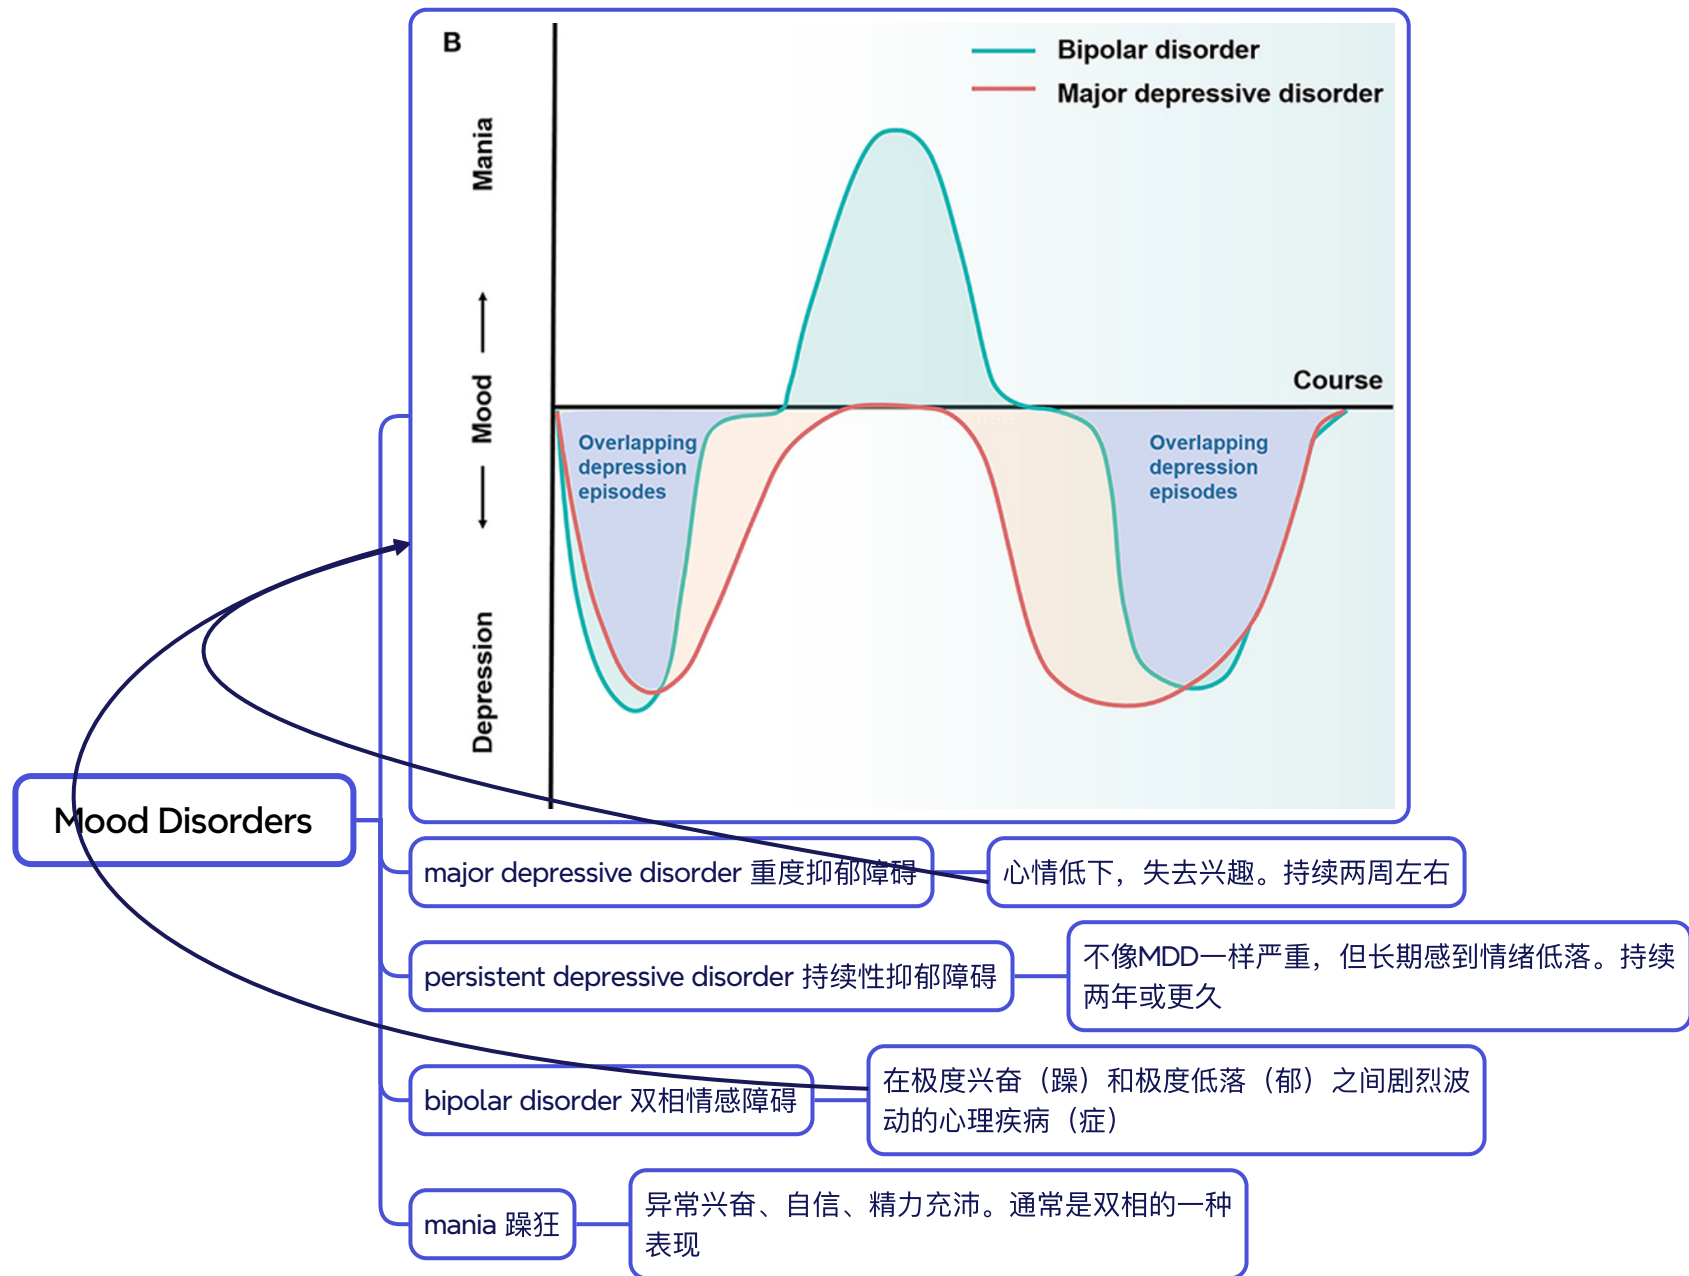 B
Bipolar disorder
Major depressive disorder
Mania
Mood
Depression
Course
Overlapping
depression
episodes
Overlapping
depression
episodes
Mood Disorders
major depressive disorder 重度抑郁障碍
心情低下，失去兴趣。持续两周左右
persistent depressive disorder 持续性抑郁障碍
不像MDD一样严重，但长期感到情绪低落。持续
两年或更久
bipolar disorder 双相情感障碍
在极度兴奋（躁）和极度低落（郁）之间剧烈波
动的心理疾病（症）
mania 躁狂
异常兴奋、自信、精力充沛。通常是双相的一种
表现